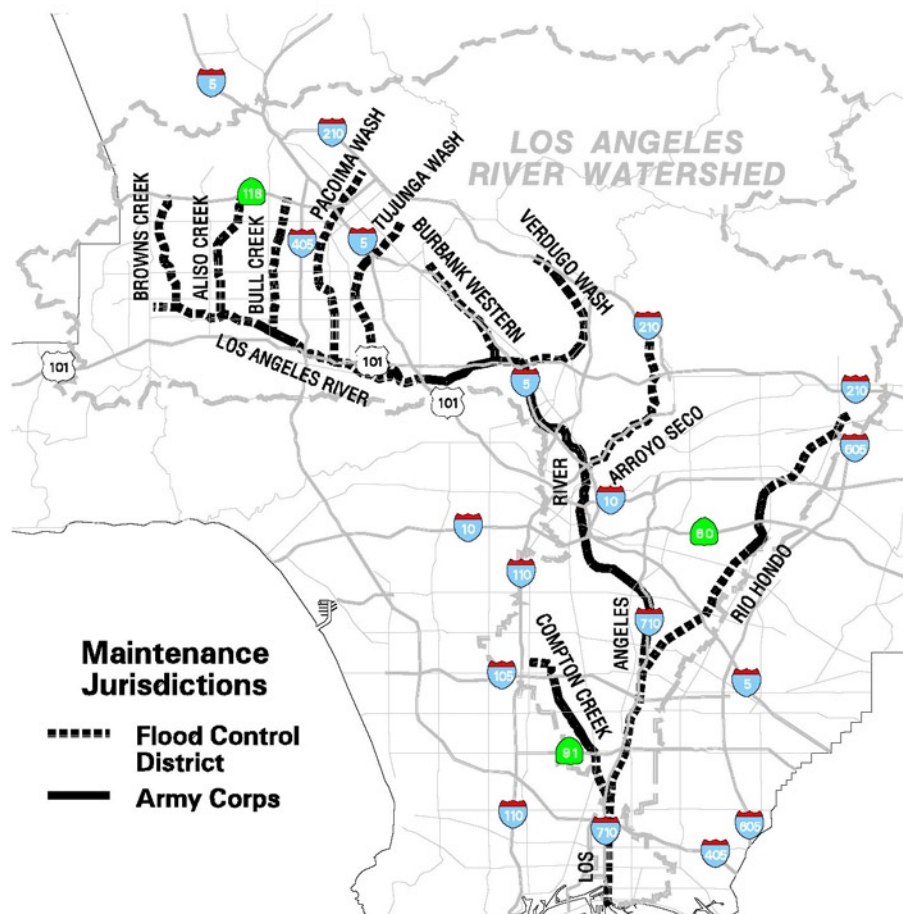 5
210
LOS ANGELES
RIVER WATERSHED
118
PACOIMA WASH
TUJUNGA WASH
BROWNS CREEK
ALISO CREEK
BULL CREEK
405
5
BURBANK WESTERN
VERDUGO WASH
210
LOS ANGELES RIVER
101
101
101
5
210
605
RIVER
ARROYO SECO
10
10
60
110
ANGELES
710
RIO HONDO
COMPTON CREEK
105
5
91
110
710
LOS
605
405
Maintenance
Jurisdictions
Flood Control
District
Army Corps